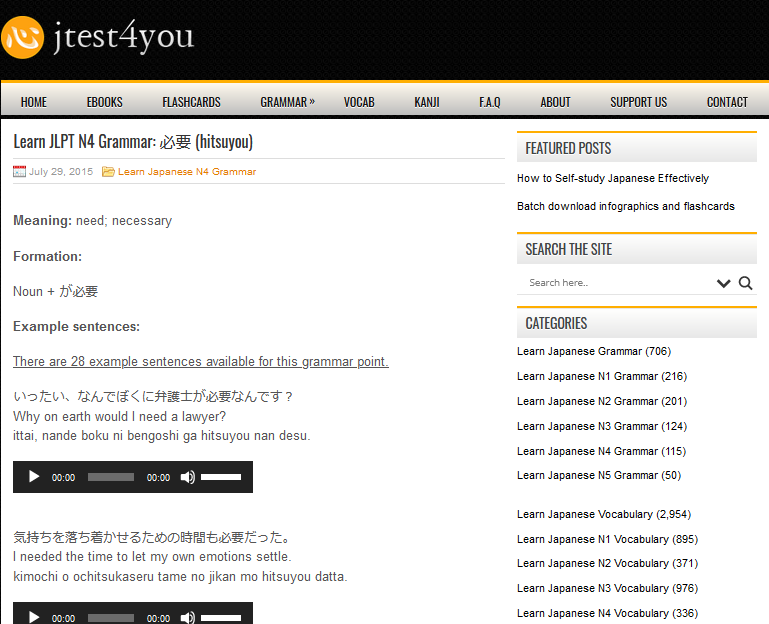 jtest4you
HOME EBOOKS FLASHCARDS GRAMMAR » VOCAB KANJI F.A.Q ABOUT SUPPORT US CONTACT
Learn JLPT N4 Grammar: 必要 (hitsuyou)
July 29, 2015 Learn Japanese N4 Grammar
Meaning: need; necessary
Formation:
Noun + が必要
Example sentences:
There are 28 example sentences available for this grammar point.
いったい、なんでぼくに弁護士が必要なんです？
Why on earth would I need a lawyer?
ittai, nande boku ni bengoshi ga hitsuyou nan desu.
00:00 00:00
気持ちを落ち着かせるための時間も必要だった。
I needed the time to let my own emotions settle.
kimochi o ochitsukaseru tame no jikan mo hitsuyou datta.
00:00 00:00
FEATURED POSTS
How to Self-study Japanese Effectively
Batch download infographics and flashcards
SEARCH THE SITE
Search here..
CATEGORIES
Learn Japanese Grammar (706)
Learn Japanese N1 Grammar (216)
Learn Japanese N2 Grammar (201)
Learn Japanese N3 Grammar (124)
Learn Japanese N4 Grammar (115)
Learn Japanese N5 Grammar (50)
Learn Japanese Vocabulary (2,954)
Learn Japanese N1 Vocabulary (895)
Learn Japanese N2 Vocabulary (371)
Learn Japanese N3 Vocabulary (976)
Learn Japanese N4 Vocabulary (336)